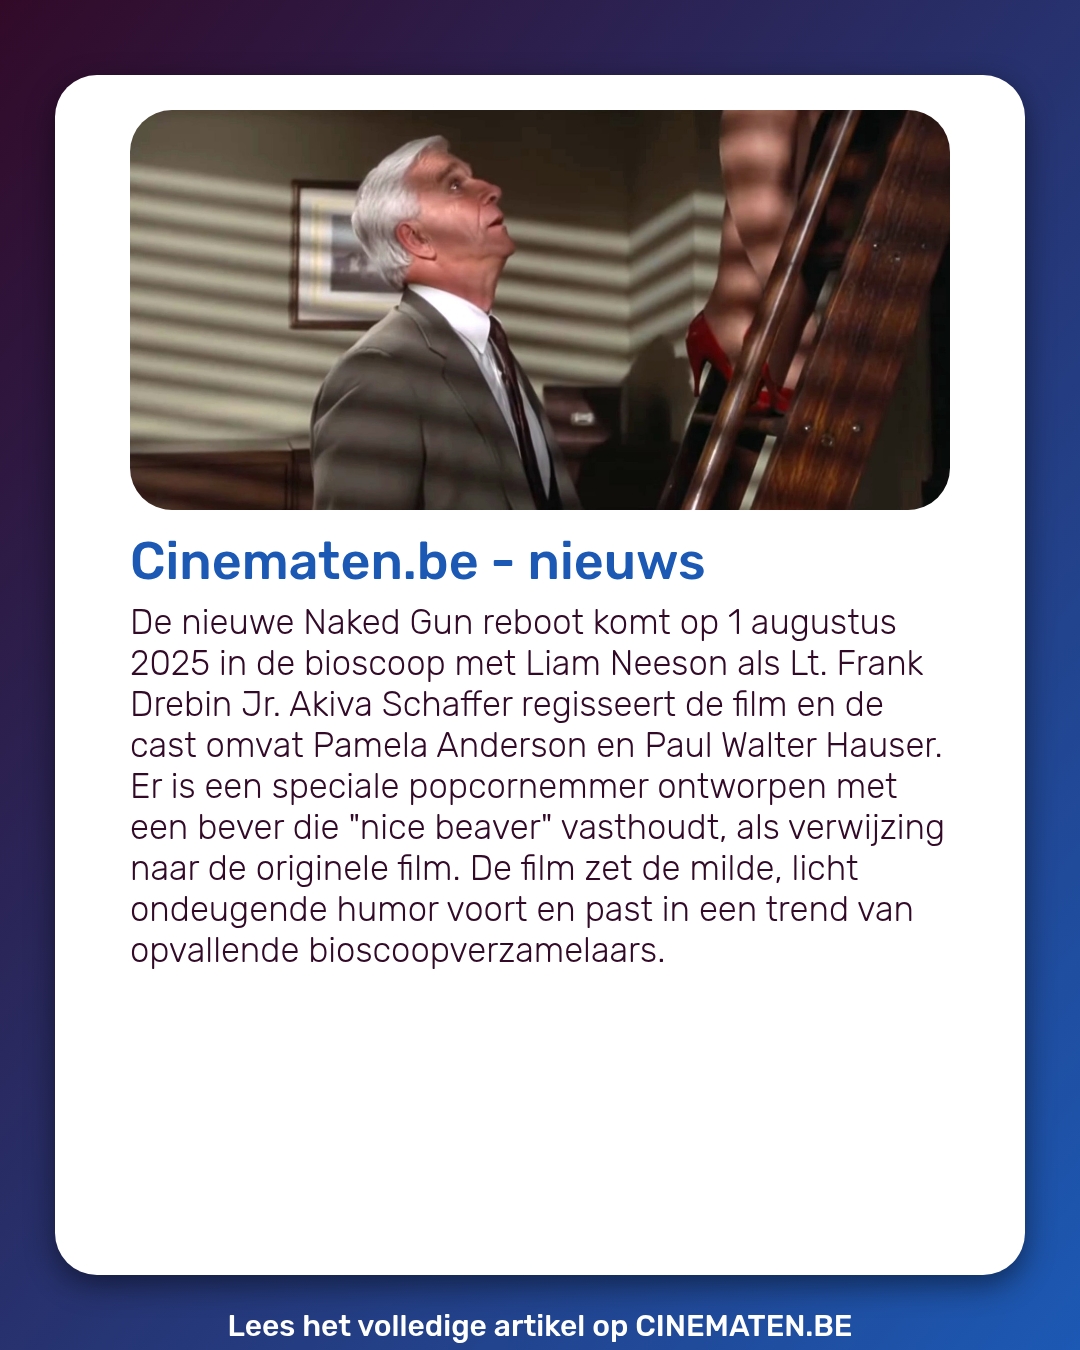 Cinematen.be - nieuws
De nieuwe Naked Gun reboot komt op 1 augustus
2025 in de bioscoop met Liam Neeson als Lt. Frank
Drebin Jr. Akiva Schaffer regisseert de film en de
cast omvat Pamela Anderson en Paul Walter Hauser.
Er is een speciale popcornemmer ontworpen met
een bever die "nice beaver" vasthoudt, als verwijzing
naar de originele film. De film zet de milde, licht
ondeugende humor voort en past in een trend van
opvallende bioscoopverzamelaars.
Lees het volledige artikel op CINEMATEN.BE